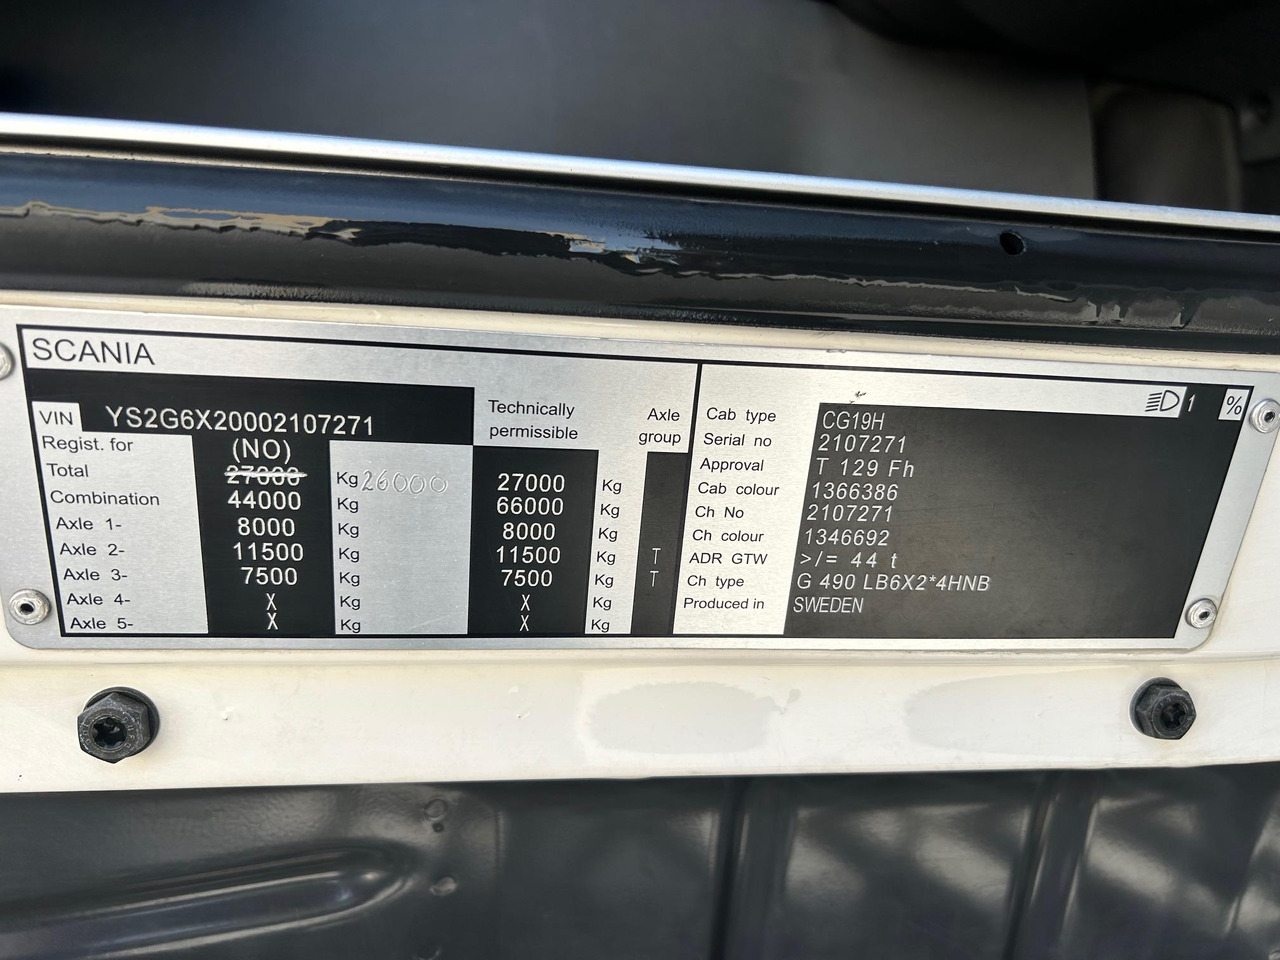 SCANIA
VIN YS2G6X20002107271
Regist. for (NO) Technically permissible Axle group
Total 27000 Kg 26000 27000 Kg
Combination 44000 Kg 66000 Kg
Axle 1- 8000 Kg 8000 Kg
Axle 2- 11500 Kg 11500 Kg T
Axle 3- 7500 Kg 7500 Kg T
Axle 4- X Kg X Kg
Axle 5- X Kg X Kg
1 %
Cab type CG19H
Serial no 2107271
Approval T 129 Fh
Cab colour 1366386
Ch No 2107271
Ch colour 1346692
ADR GTW >/= 44 t
Ch type G 490 LB6X2*4HNB
Produced in SWEDEN